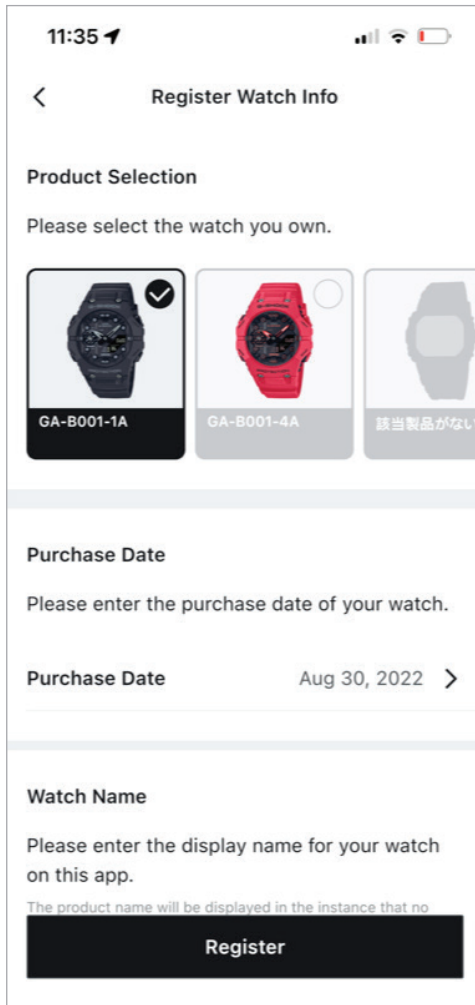 11:35
Register Watch Info
Product Selection
Please select the watch you own.
GA-B001-1A
GA-B001-4A
該当製品がない
Purchase Date
Please enter the purchase date of your watch.
Purchase Date Aug 30, 2022
Watch Name
Please enter the display name for your watch
on this app.
The product name will be displayed in the instance that no
Register